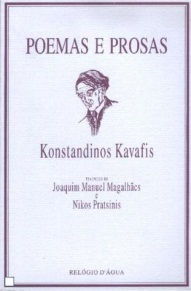 POEMAS E PROSAS
Konstandinos Kavafis
Joaquim Manuel Magalhães
e
Nikos Pratsinis
RELÓGIO D'ÁGUA